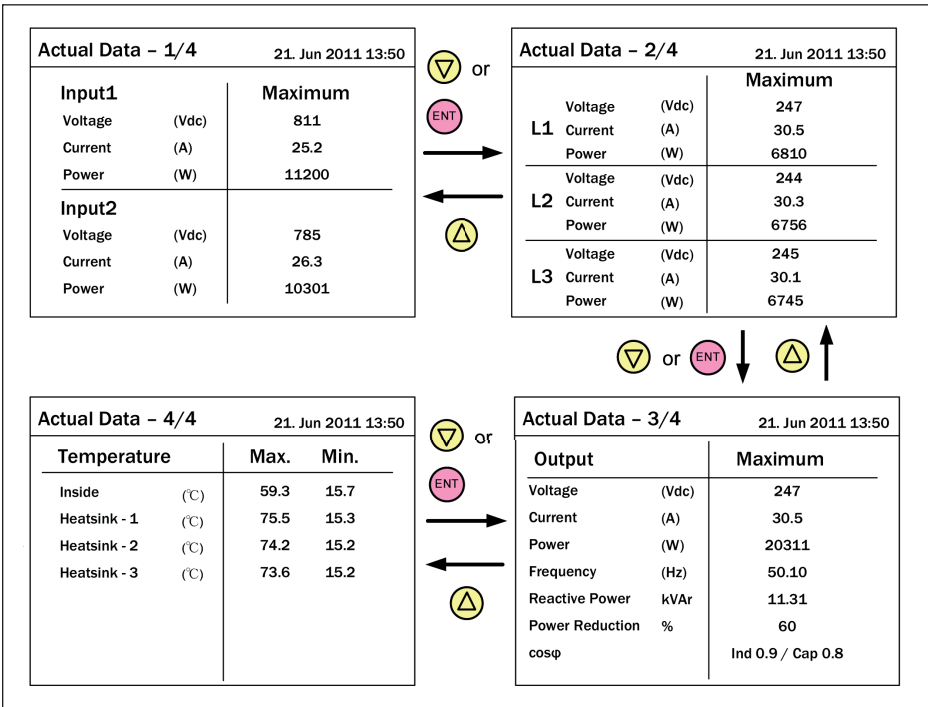 Actual Data – 1/4 21. Jun 2011 13:50
Input1 Maximum
Voltage (Vdc) 811
Current (A) 25.2
Power (W) 11200
Input2
Voltage (Vdc) 785
Current (A) 26.3
Power (W) 10301
or
ENT
Actual Data – 2/4 21. Jun 2011 13:50
Maximum
Voltage (Vdc) 247
L1 Current (A) 30.5
Power (W) 6810
Voltage (Vdc) 244
L2 Current (A) 30.3
Power (W) 6756
Voltage (Vdc) 245
L3 Current (A) 30.1
Power (W) 6745
or ENT
Actual Data – 4/4 21. Jun 2011 13:50
Temperature Max. Min.
Inside (℃) 59.3 15.7
Heatsink - 1 (℃) 75.5 15.3
Heatsink - 2 (℃) 74.2 15.2
Heatsink - 3 (℃) 73.6 15.2
or
ENT
Actual Data – 3/4 21. Jun 2011 13:50
Output Maximum
Voltage (Vdc) 247
Current (A) 30.5
Power (W) 20311
Frequency (Hz) 50.10
Reactive Power kVAr 11.31
Power Reduction % 60
cosφ Ind 0.9 / Cap 0.8